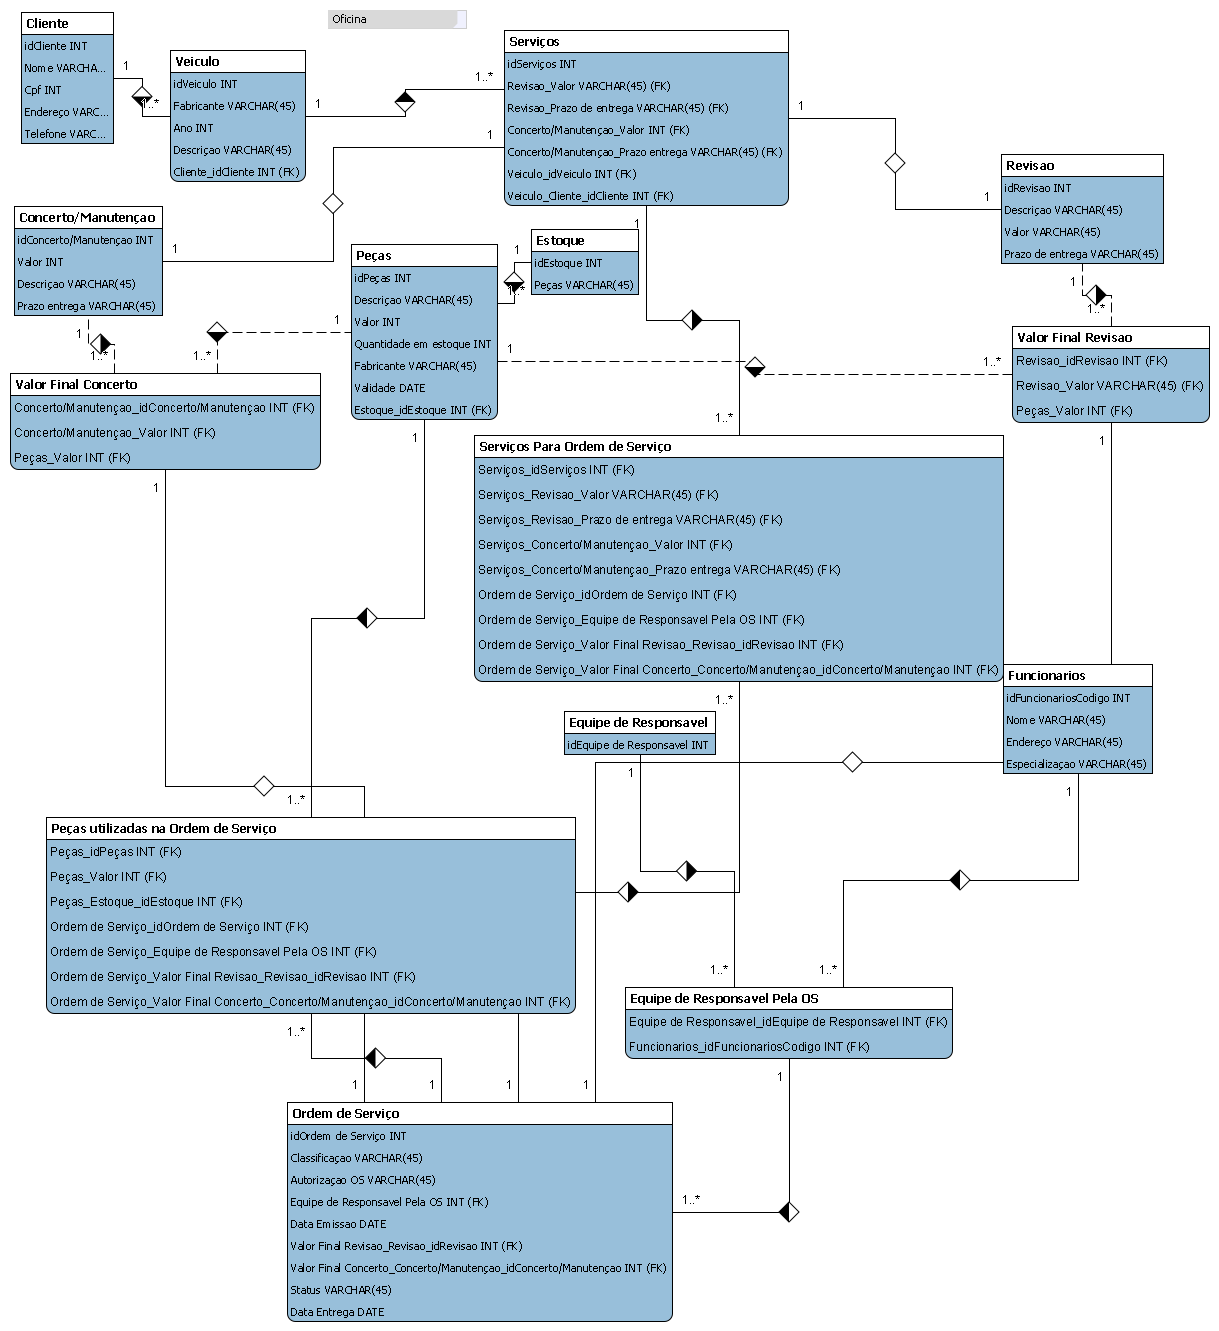 Oficina
Cliente
idCliente INT
Nome VARCHA...
Cpf INT
Endereço VARC...
Telefone VARC...
1
1..*
Veiculo
idVeiculo INT
Fabricante VARCHAR(45)
Ano INT
Descriçao VARCHAR(45)
Cliente_idCliente INT (FK)
1
1..*
Serviços
idServiços INT
Revisao_Valor VARCHAR(45) (FK)
Revisao_Prazo de entrega VARCHAR(45) (FK)
Concerto/Manutençao_Valor INT (FK)
Concerto/Manutençao_Prazo entrega VARCHAR(45) (FK)
Veiculo_idVeiculo INT (FK)
Veiculo_Cliente_idCliente INT (FK)
1
1
1
1
1
Revisao
idRevisao INT
Descriçao VARCHAR(45)
Valor VARCHAR(45)
Prazo de entrega VARCHAR(45)
1
1..*
Concerto/Manutençao
idConcerto/Manutençao INT
Valor INT
Descriçao VARCHAR(45)
Prazo entrega VARCHAR(45)
1
1..*
Peças
idPeças INT
Descriçao VARCHAR(45)
Valor INT
Quantidade em estoque INT
Fabricante VARCHAR(45)
Validade DATE
Estoque_idEstoque INT (FK)
1
1..*
Estoque
idEstoque INT
Peças VARCHAR(45)
1
1..*
1
1..*
Valor Final Revisao
Revisao_idRevisao INT (FK)
Revisao_Valor VARCHAR(45) (FK)
Peças_Valor INT (FK)
1
Valor Final Concerto
Concerto/Manutençao_idConcerto/Manutençao INT (FK)
Concerto/Manutençao_Valor INT (FK)
Peças_Valor INT (FK)
1
1
1..*
Serviços Para Ordem de Serviço
Serviços_idServiços INT (FK)
Serviços_Revisao_Valor VARCHAR(45) (FK)
Serviços_Revisao_Prazo de entrega VARCHAR(45) (FK)
Serviços_Concerto/Manutençao_Valor INT (FK)
Serviços_Concerto/Manutençao_Prazo entrega VARCHAR(45) (FK)
Ordem de Serviço_idOrdem de Serviço INT (FK)
Ordem de Serviço_Equipe de Responsavel Pela OS INT (FK)
Ordem de Serviço_Valor Final Revisao_Revisao_idRevisao INT (FK)
Ordem de Serviço_Valor Final Concerto_Concerto/Manutençao_idConcerto/Manutençao INT (FK)
1..*
Funcionarios
idFuncionariosCodigo INT
Nome VARCHAR(45)
Endereço VARCHAR(45)
Especializaçao VARCHAR(45)
1
Equipe de Responsavel
idEquipe de Responsavel INT
1
1..*
Peças utilizadas na Ordem de Serviço
Peças_idPeças INT (FK)
Peças_Valor INT (FK)
Peças_Estoque_idEstoque INT (FK)
Ordem de Serviço_idOrdem de Serviço INT (FK)
Ordem de Serviço_Equipe de Responsavel Pela OS INT (FK)
Ordem de Serviço_Valor Final Revisao_Revisao_idRevisao INT (FK)
Ordem de Serviço_Valor Final Concerto_Concerto/Manutençao_idConcerto/Manutençao INT (FK)
1..*
1..*
1..*
Equipe de Responsavel Pela OS
Equipe de Responsavel_idEquipe de Responsavel INT (FK)
Funcionarios_idFuncionariosCodigo INT (FK)
1
1
1
1
1
1..*
Ordem de Serviço
idOrdem de Serviço INT
Classificaçao VARCHAR(45)
Autorizaçao OS VARCHAR(45)
Equipe de Responsavel Pela OS INT (FK)
Data Emissao DATE
Valor Final Revisao_Revisao_idRevisao INT (FK)
Valor Final Concerto_Concerto/Manutençao_idConcerto/Manutençao INT (FK)
Status VARCHAR(45)
Data Entrega DATE